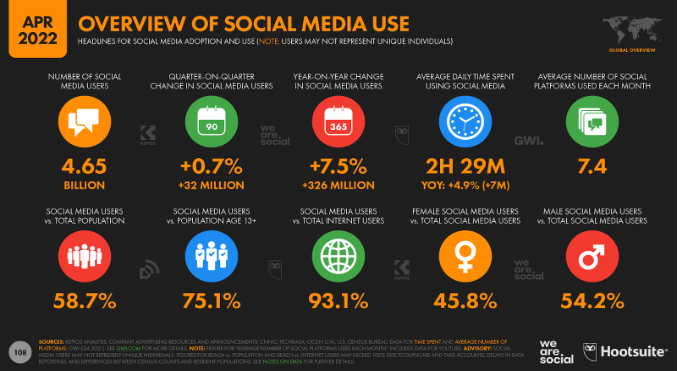 APR
2022
OVERVIEW OF SOCIAL MEDIA USE
HEADLINES FOR SOCIAL MEDIA ADOPTION AND USE (NOTE: USERS MAY NOT REPRESENT UNIQUE INDIVIDUALS)
GLOBAL OVERVIEW
NUMBER OF SOCIAL
MEDIA USERS
4.65
BILLION
QUARTER-ON-QUARTER
CHANGE IN SOCIAL MEDIA USERS
90
+0.7%
+32 MILLION
YEAR-ON-YEAR CHANGE
IN SOCIAL MEDIA USERS
365
+7.5%
+326 MILLION
AVERAGE DAILY TIME SPENT
USING SOCIAL MEDIA
2H 29M
YOY: +4.9% (+7M)
AVERAGE NUMBER OF SOCIAL
PLATFORMS USED EACH MONTH
7.4
KEPIOS
we
are.
social
GWI.
SOCIAL MEDIA USERS
vs. TOTAL POPULATION
58.7%
SOCIAL MEDIA USERS
vs. POPULATION AGE 13+
75.1%
SOCIAL MEDIA USERS
vs. TOTAL INTERNET USERS
93.1%
FEMALE SOCIAL MEDIA USERS
vs. TOTAL SOCIAL MEDIA USERS
45.8%
MALE SOCIAL MEDIA USERS
vs. TOTAL SOCIAL MEDIA USERS
54.2%
KEPIOS
we
are.
social
108
SOURCES: KEPIOS ANALYSIS; COMPANY ADVERTISING RESOURCES AND ANNOUNCEMENTS; CNNIC; TECHRASA; OCDH; U.N.; U.S. CENSUS BUREAU. DATA FOR TIME SPENT AND AVERAGE NUMBER OF
PLATFORMS: GWI (Q4 2021). SEE GWI.COM FOR MORE DETAILS. NOTE: FIGURE FOR "AVERAGE NUMBER OF SOCIAL PLATFORMS USED EACH MONTH" INCLUDES DATA FOR YOUTUBE. ADVISORY: SOCIAL
MEDIA USERS MAY NOT REPRESENT UNIQUE INDIVIDUALS. FIGURES FOR REACH vs. POPULATION AND REACH vs. INTERNET USERS MAY EXCEED 100% DUE TO DUPLICATE AND FAKE ACCOUNTS, DELAYS IN DATA
REPORTING, AND DIFFERENCES BETWEEN CENSUS COUNTS AND RESIDENT POPULATIONS. SEE NOTES ON DATA FOR FURTHER DETAILS.
we
are.
social
Hootsuite®